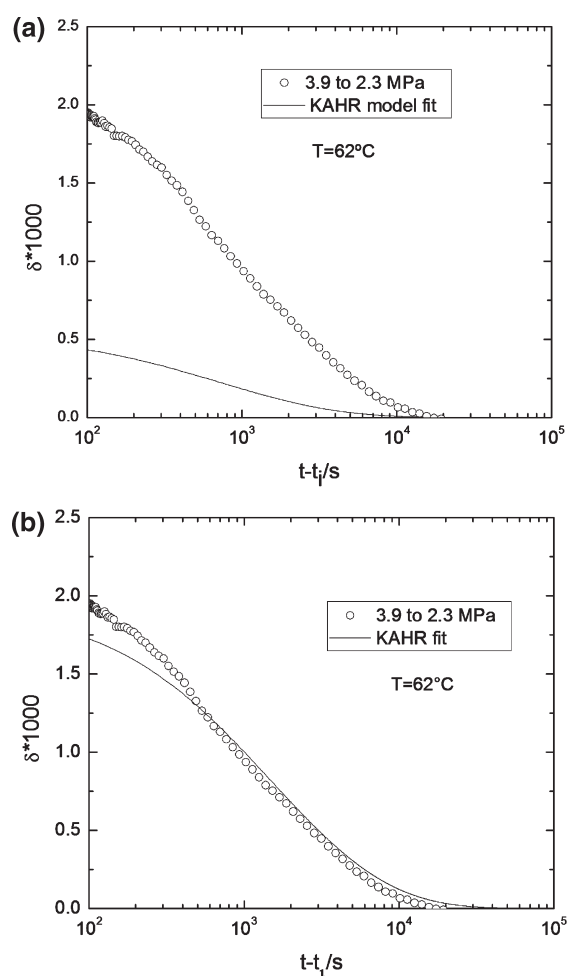 (a)
2.5
2.0
1.5
1.0
0.5
0.0
δ*1000
3.9 to 2.3 MPa
KAHR model fit
T=62ºC
10² 10³ 10⁴ 10⁵
t-tᵢ/s
(b)
2.5
2.0
1.5
1.0
0.5
0.0
δ*1000
3.9 to 2.3 MPa
KAHR fit
T=62°C
10² 10³ 10⁴ 10⁵